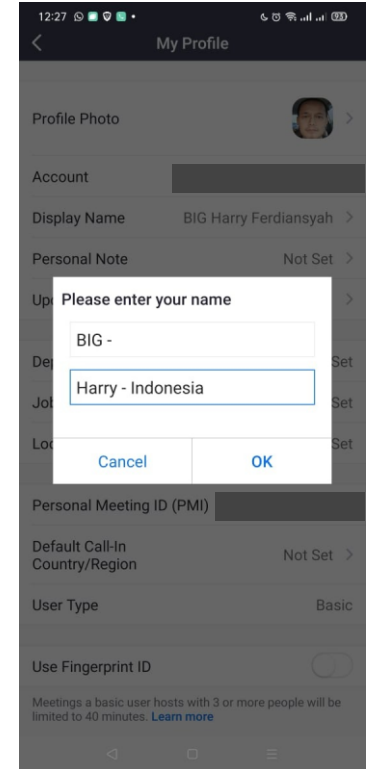 12:27
My Profile
Profile Photo
Account
Display Name BIG Harry Ferdiansyah
Personal Note Not Set
Please enter your name
BIG -
Set
Harry - Indonesia
Set
Set
Cancel OK
Personal Meeting ID (PMI)
Default Call-In
Country/Region
Not Set
User Type Basic
Use Fingerprint ID
Meetings a basic user hosts with 3 or more people will be
limited to 40 minutes. Learn more